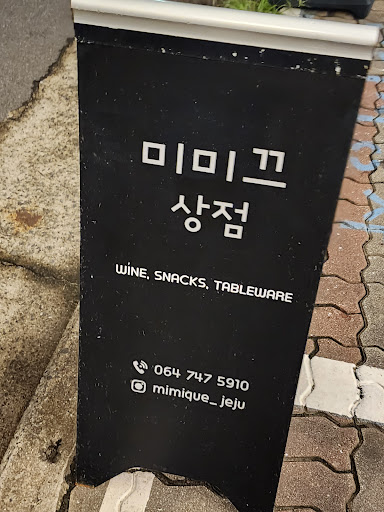 미미끄
상점
WINE, SNACKS, TABLEWARE
064 747 5910
mimique_jeju